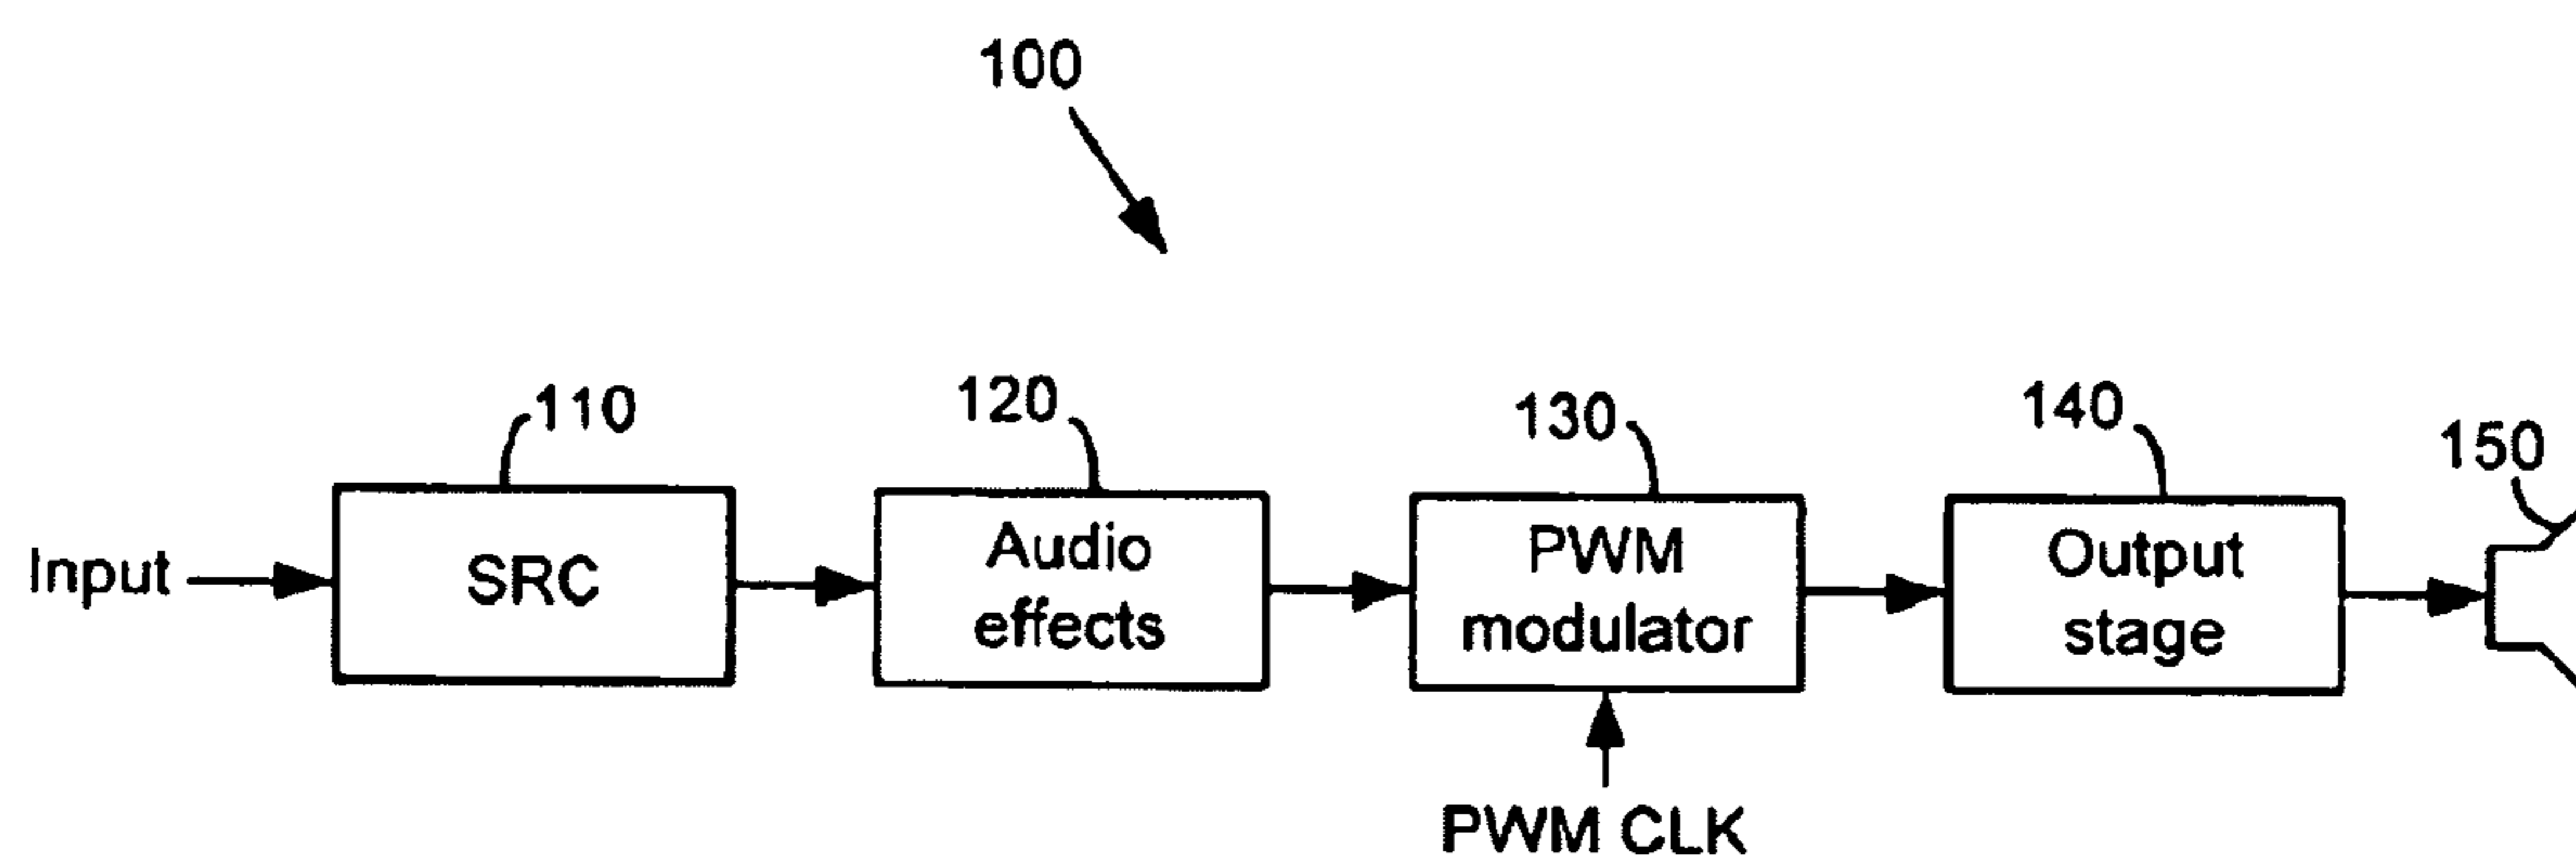 100
110
120
130
140
150
Input
SRC
Audio
effects
PWM
modulator
Output
stage
PWM CLK